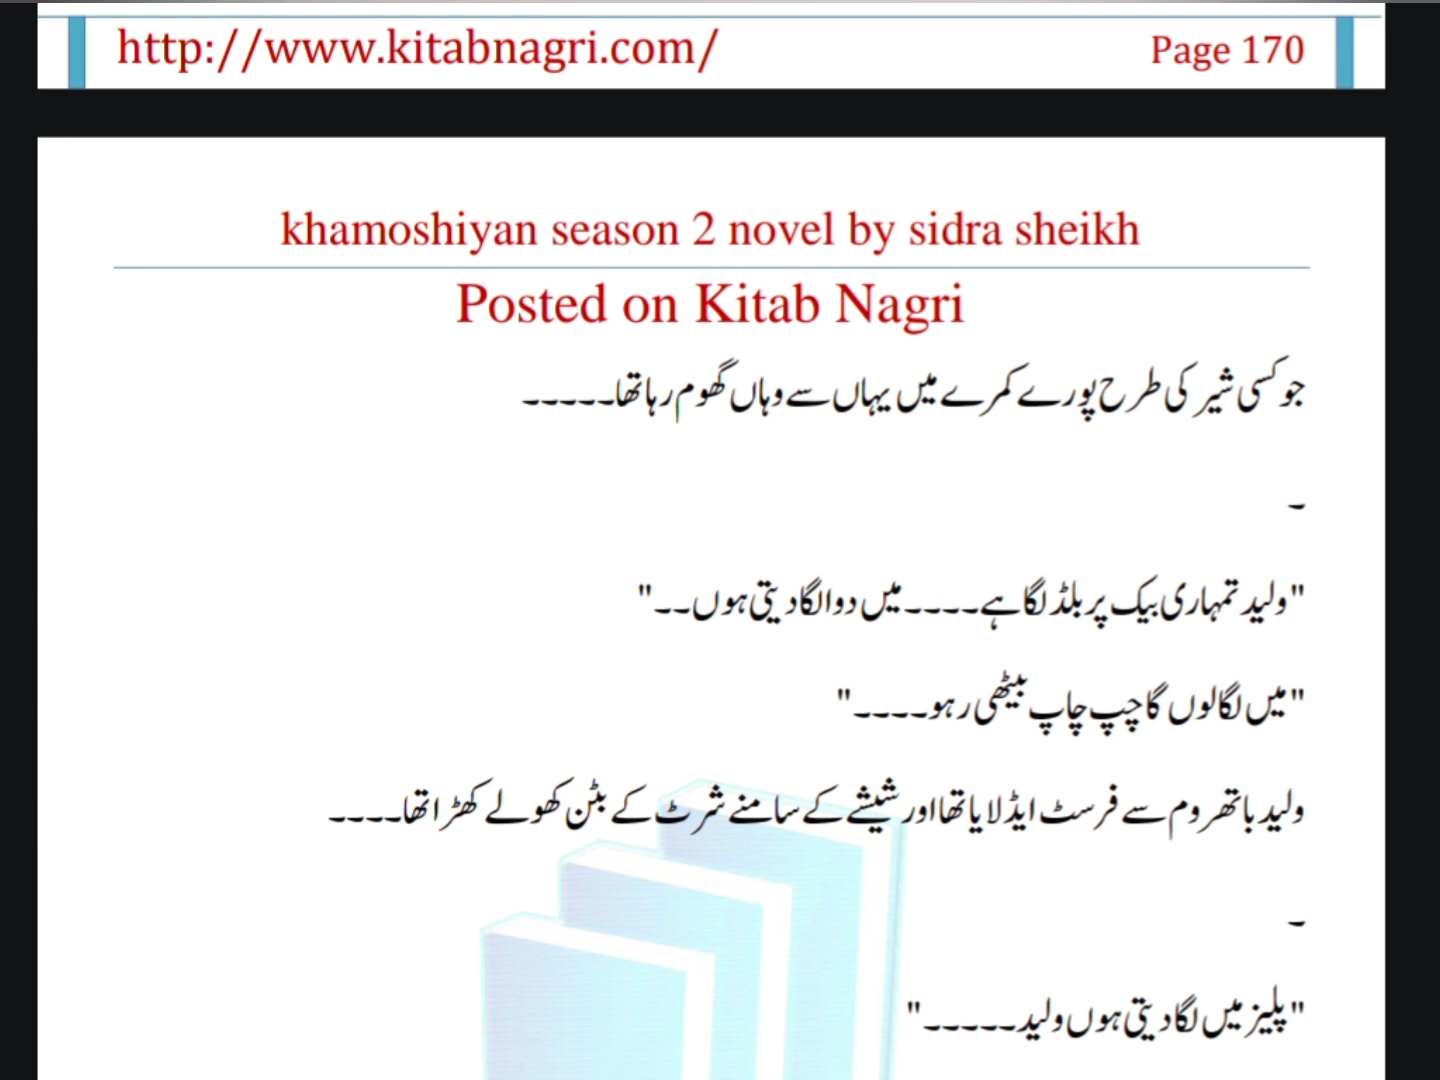 http://www.kitabnagri.com/ Page 170
khamoshiyan season 2 novel by sidra sheikh
Posted on Kitab Nagri
جو کسی شیر کی طرح پورے کمرے میں یہاں سے وہاں گھوم رہا تھا۔۔۔۔۔
۔
"ولید تمہاری بیک پر بلڈ لگا ہے۔۔۔۔میں دوا لگا دیتی ہوں۔۔"
"میں لگا لوں گا چپ چاپ بیٹھی رہو۔۔۔۔"
ولید باتھروم سے فرسٹ ایڈ لایا تھا اور شیشے کے سامنے شرٹ کے بٹن کھولے کھڑا تھا۔۔۔۔
۔
"پلیز میں لگا دیتی ہوں ولید۔۔۔۔۔"